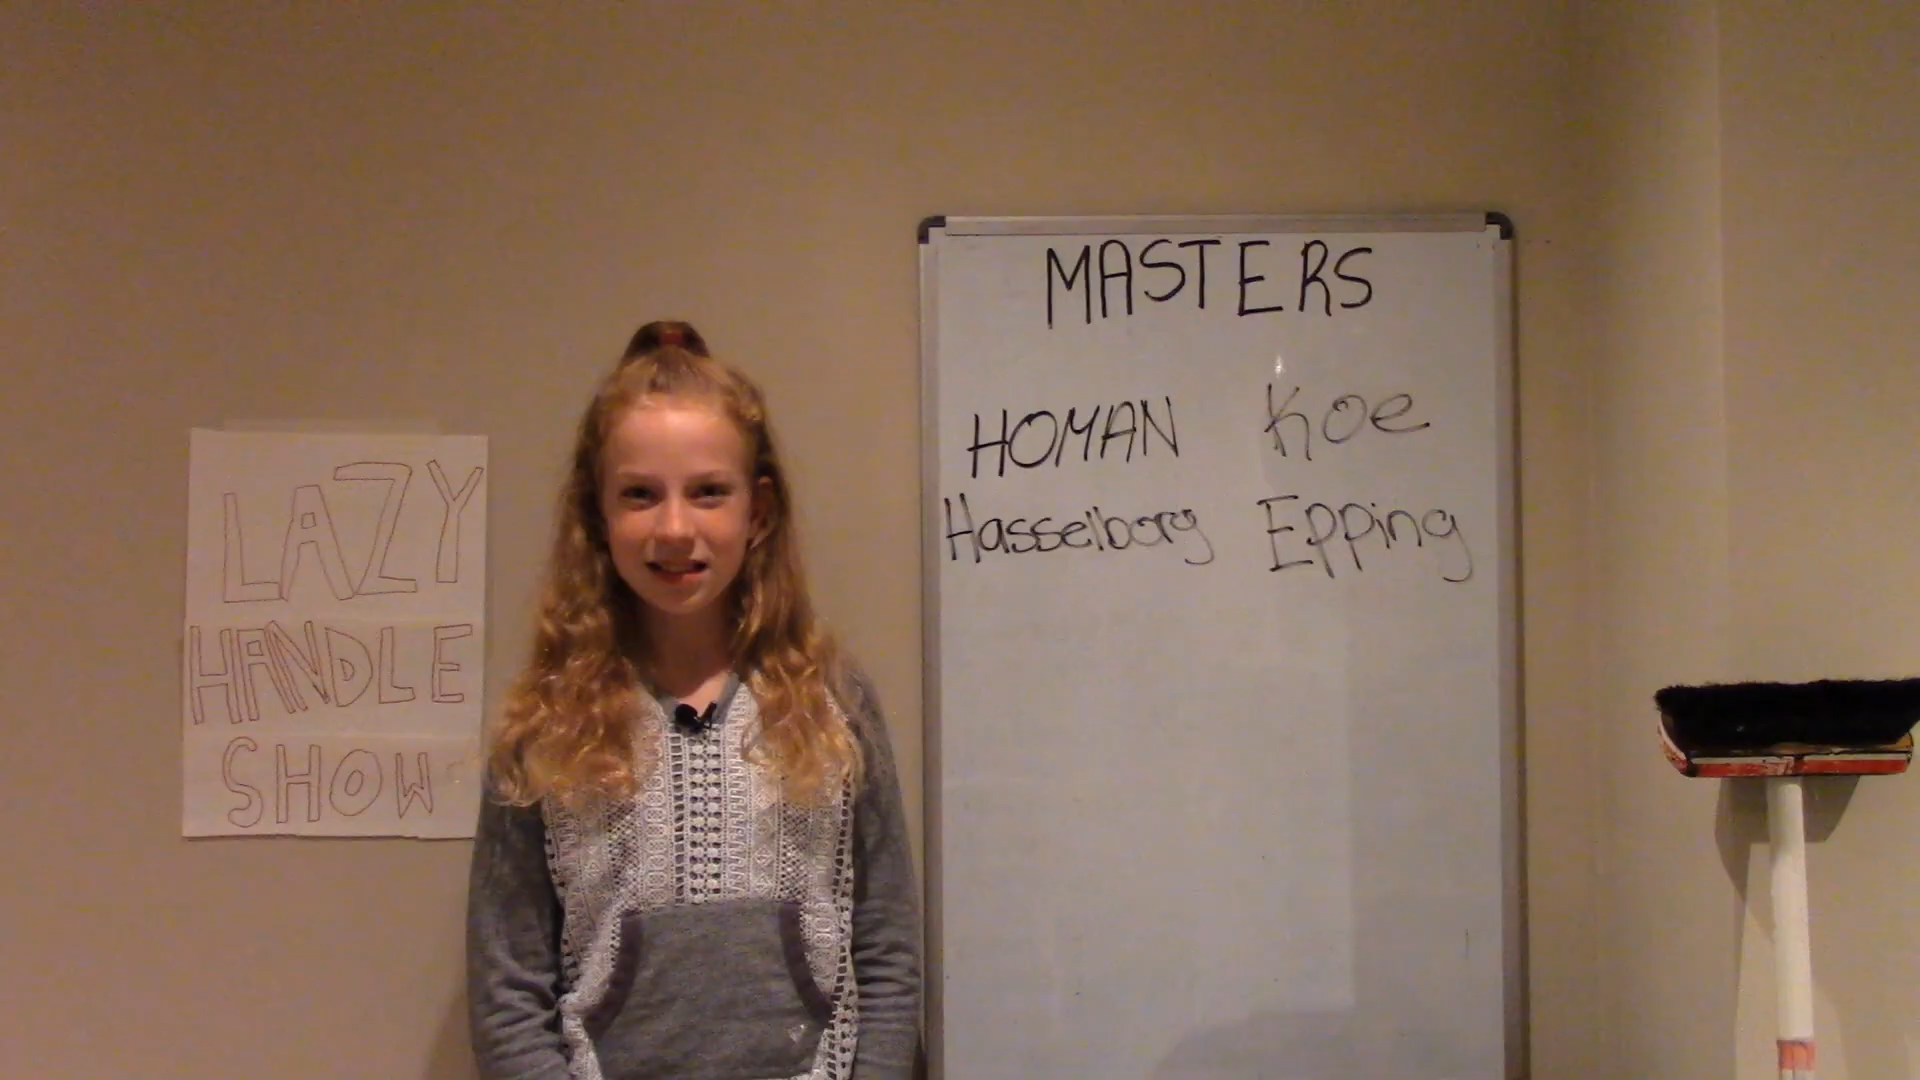 LAZY
HANDLE
SHOW
MASTERS
HOMAN Koe
Hasselborg Epping